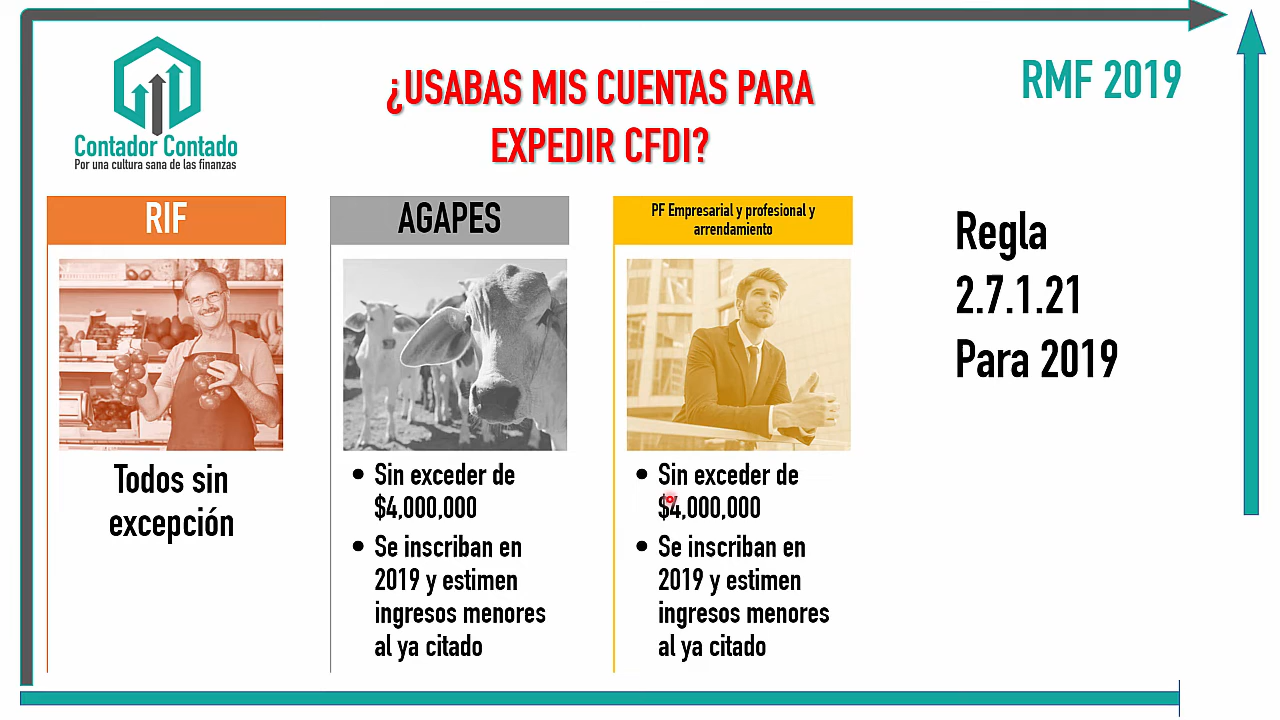 Contador Contado
Por una cultura sana de las finanzas
¿USABAS MIS CUENTAS PARA
EXPEDIR CFDI?
RMF 2019
RIF
Todos sin
excepción
AGAPES
• Sin exceder de
$4,000,000
• Se inscriban en
2019 y estimen
ingresos menores
al ya citado
PF Empresarial y profesional y
arrendamiento
• Sin exceder de
$4,000,000
• Se inscriban en
2019 y estimen
ingresos menores
al ya citado
Regla
2.7.1.21
Para 2019